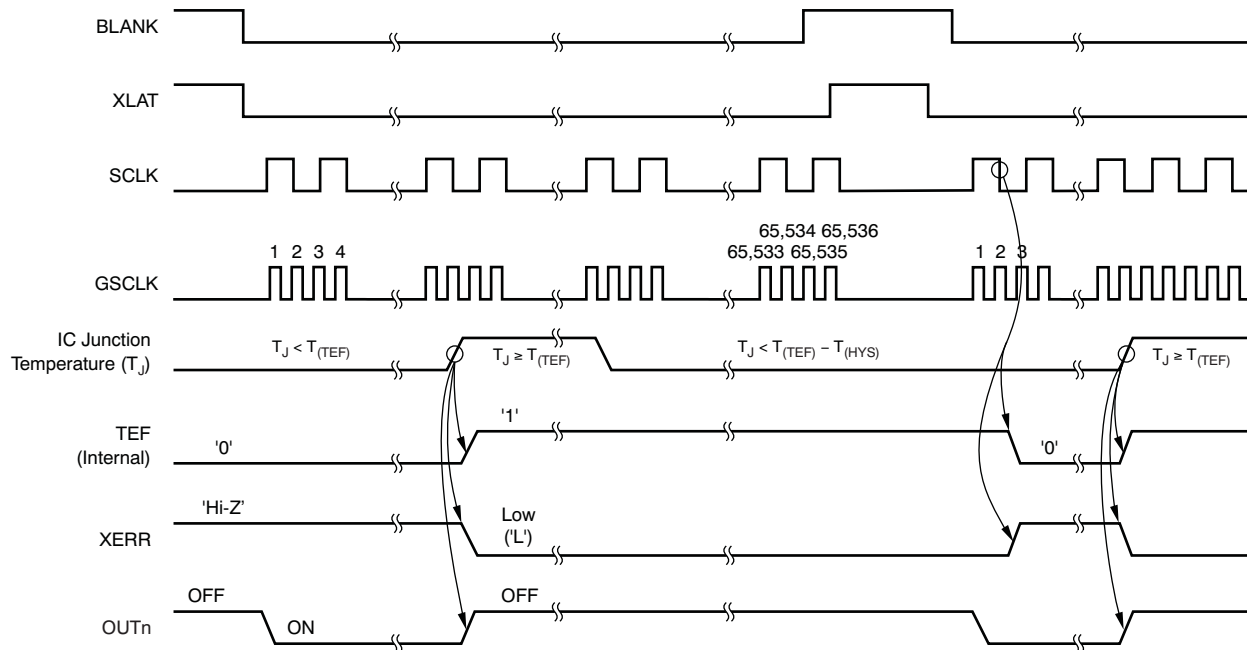 BLANK
XLAT
SCLK
65,534 65,536
1 2 3 4 65,533 65,535 1 2 3
GSCLK
IC Junction
Temperature (TJ)
TJ < T(TEF)
TJ ≥ T(TEF)
TJ < T(TEF) – T(HYS)
TJ ≥ T(TEF)
TEF
(Internal)
'0'
'1'
'0'
XERR
'Hi-Z’
Low
('L')
OUTn
OFF
ON
OFF